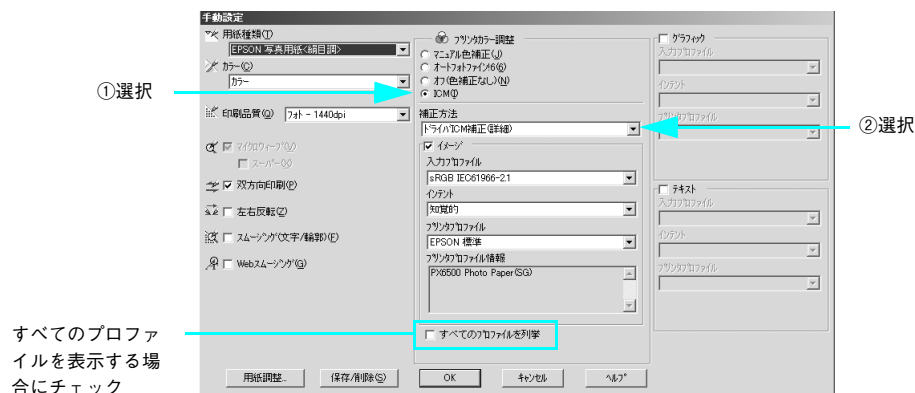 手動設定
用紙種類(T)
EPSON 写真用紙<絹目調>
カラー(O)
カラー
印刷品質(Q)
フォト - 1440dpi
マイクロウィーブ(V)
スーパー(X)
双方向印刷(P)
左右反転(Z)
スムージング(文字/輪郭)(F)
Webスムージング(G)
用紙調整...
保存/削除(S)
プリンタカラー調整
マニュアル色補正(J)
オートフォトファイン!6(6)
オフ(色補正なし)(N)
ICM(I)
補正方法
ドライバICM補正(詳細)
イメージ
入力プロファイル
sRGB IEC61966-2.1
インテント
知覚的
プリンタプロファイル
EPSON 標準
プリンタプロファイル情報
PX6500 Photo Paper(SG)
すべてのプロファイルを列挙
OK
キャンセル
ヘルプ
グラフィック
入力プロファイル
インテント
プリンタプロファイル
テキスト
入力プロファイル
インテント
プリンタプロファイル
①選択
②選択
すべてのプロファ
イルを表示する場
合にチェック